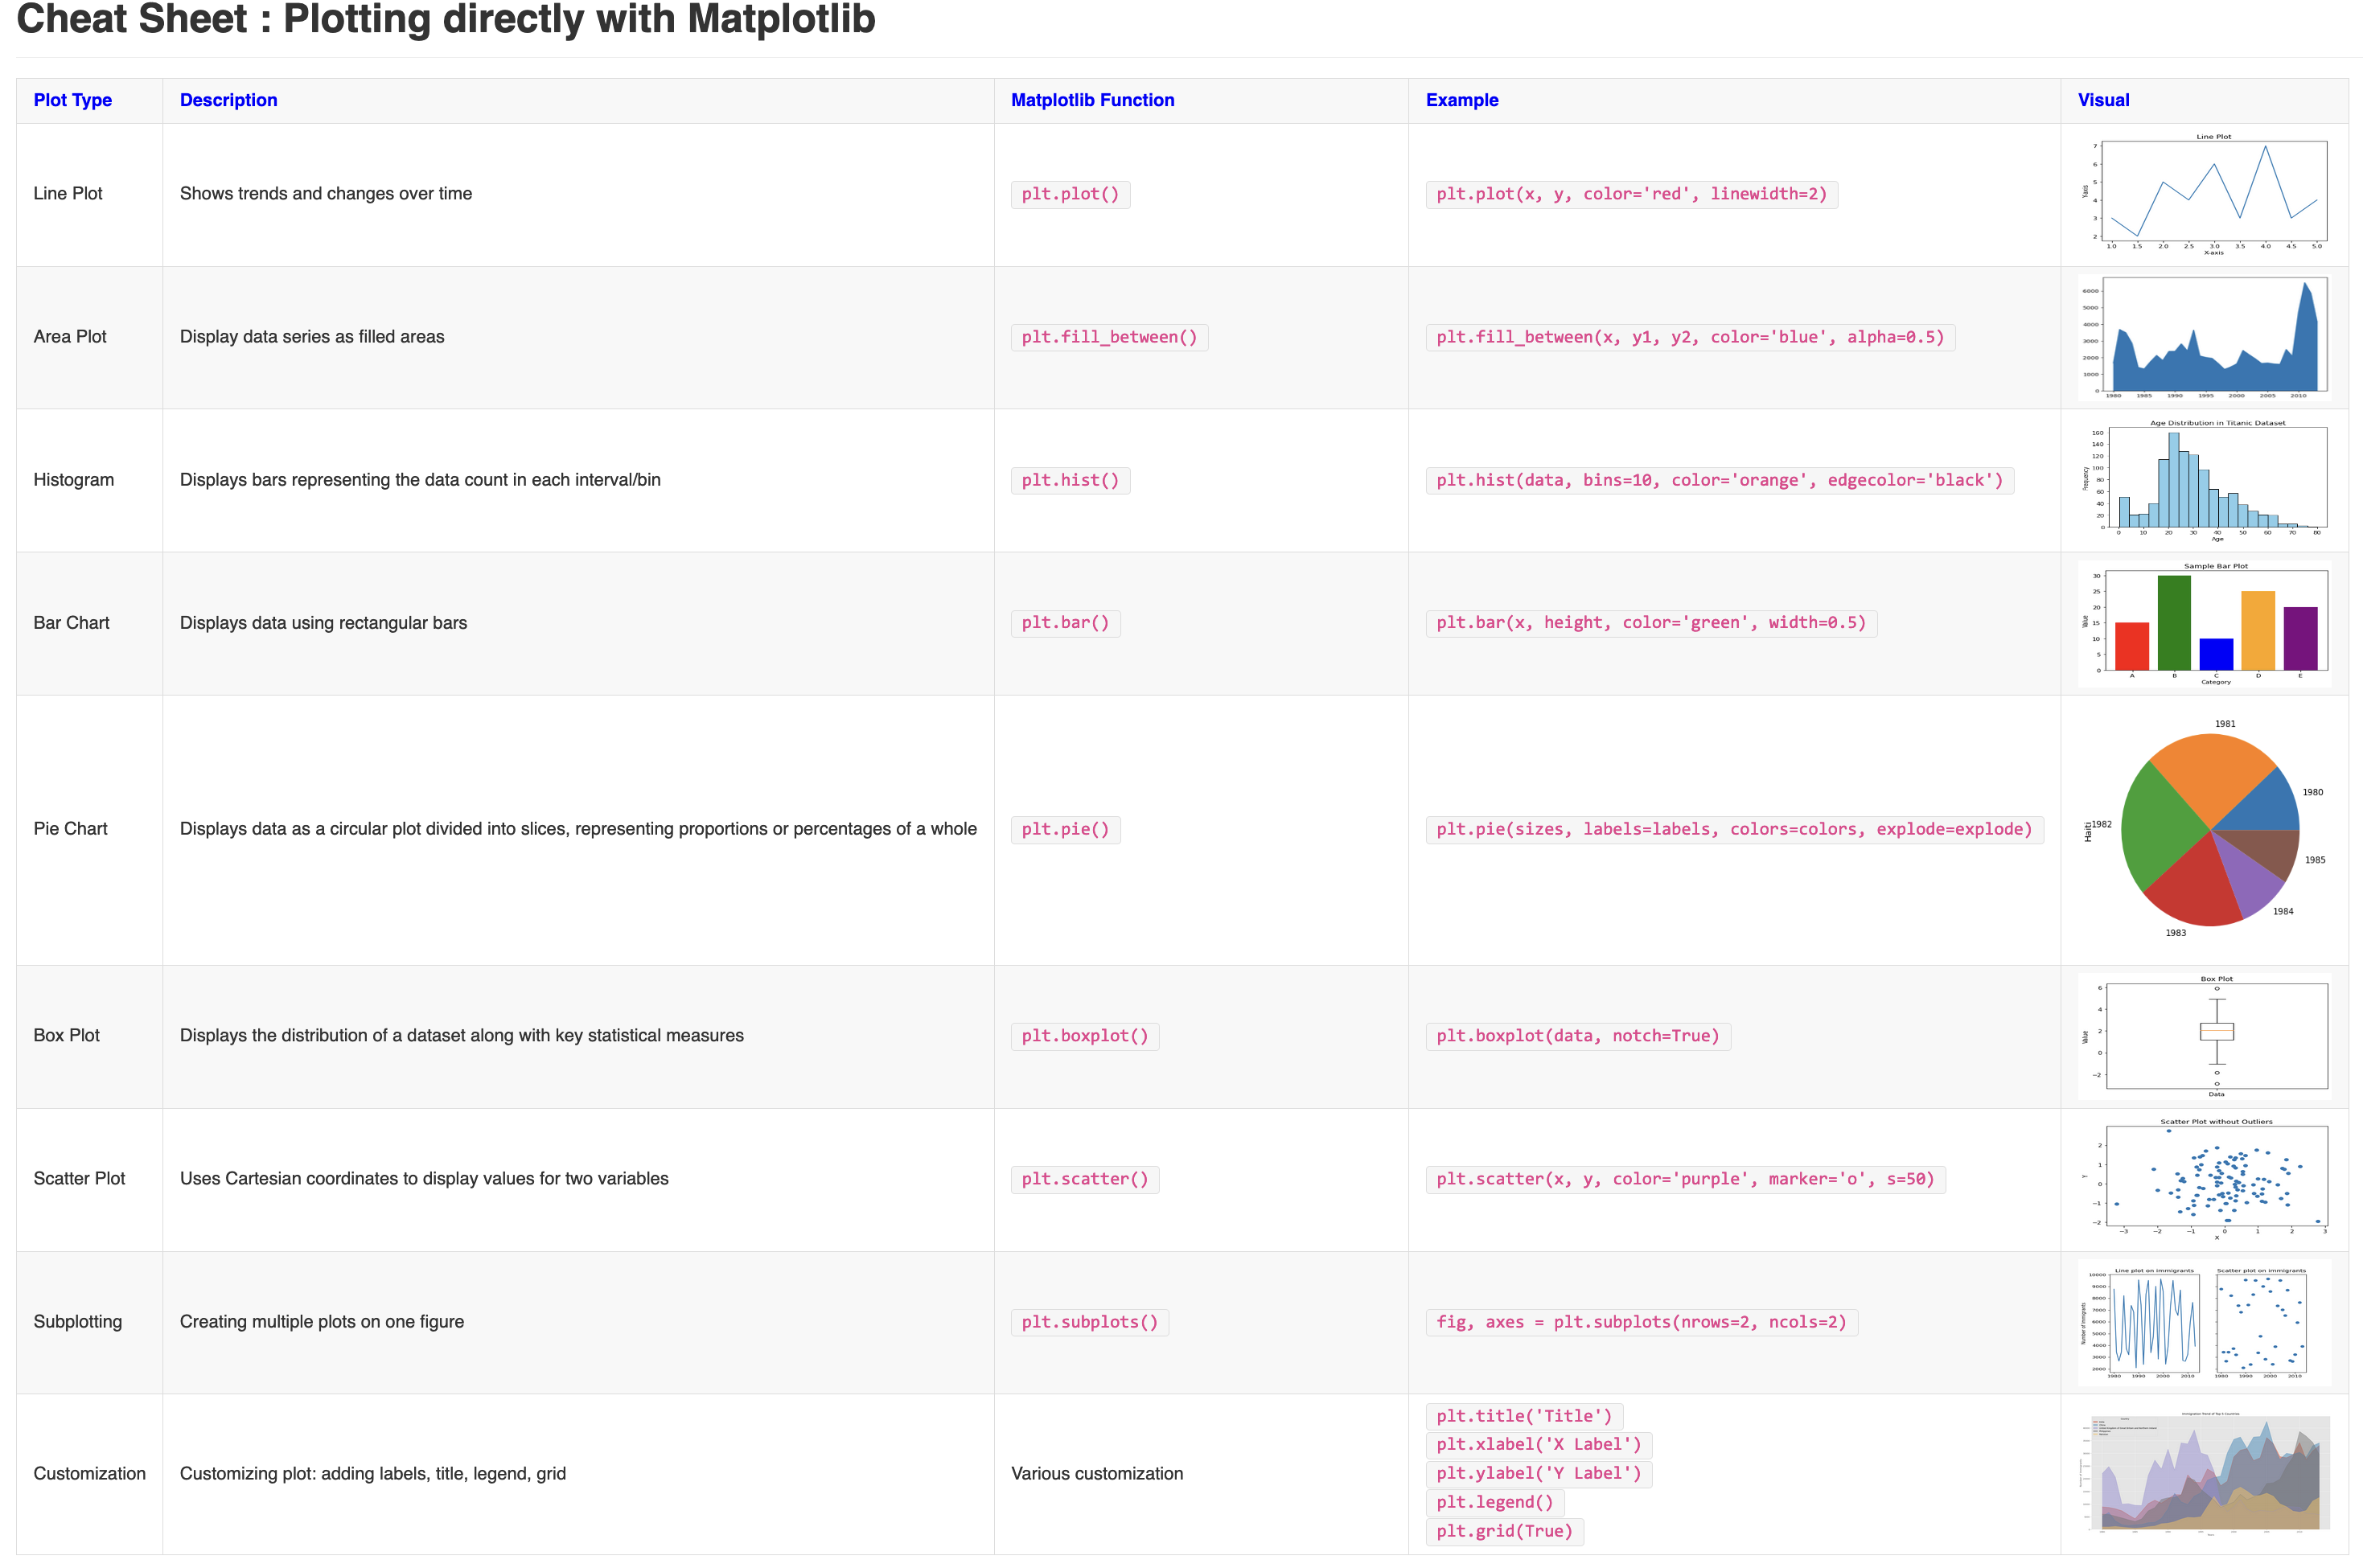 Cheat Sheet : Plotting directly with Matplotlib
Plot Type Description Matplotlib Function Example Visual
Line Plot Shows trends and changes over time plt.plot() plt.plot(x, y, color='red', linewidth=2)
Line Plot
7
6
5
4
3
2
Y-axis
1.0 1.5 2.0 2.5 3.0 3.5 4.0 4.5 5.0
X-axis
Area Plot Display data series as filled areas plt.fill_between() plt.fill_between(x, y1, y2, color='blue', alpha=0.5)
6000
5000
4000
3000
2000
1000
0
1980 1985 1990 1995 2000 2005 2010
Histogram Displays bars representing the data count in each interval/bin plt.hist() plt.hist(data, bins=10, color='orange', edgecolor='black')
Age Distribution in Titanic Dataset
160
140
120
100
80
60
40
20
0
Frequency
0 10 20 30 40 50 60 70 80
Age
Bar Chart Displays data using rectangular bars plt.bar() plt.bar(x, height, color='green', width=0.5)
Sample Bar Plot
30
25
20
15
10
5
0
Value
A B C D E
Category
Pie Chart Displays data as a circular plot divided into slices, representing proportions or percentages of a whole plt.pie() plt.pie(sizes, labels=labels, colors=colors, explode=explode)
1981
1980
1982
Haiti
1985
1984
1983
Box Plot Displays the distribution of a dataset along with key statistical measures plt.boxplot() plt.boxplot(data, notch=True)
Box Plot
6
4
2
0
−2
Value
Data
Scatter Plot Uses Cartesian coordinates to display values for two variables plt.scatter() plt.scatter(x, y, color='purple', marker='o', s=50)
Scatter Plot without Outliers
2
1
0
−1
−2
Y
−3 −2 −1 0 1 2 3
X
Subplotting Creating multiple plots on one figure plt.subplots() fig, axes = plt.subplots(nrows=2, ncols=2)
Line plot on immigrants Scatter plot on immigrants
10000
9000
8000
7000
6000
5000
4000
3000
2000
Number of Immigrants
1980 1990 2000 2010 1980 1990 2000 2010
Customization Customizing plot: adding labels, title, legend, grid Various customization
plt.title('Title')
plt.xlabel('X Label')
plt.ylabel('Y Label')
plt.legend()
plt.grid(True)
Immigration Trend of Top 5 Countries